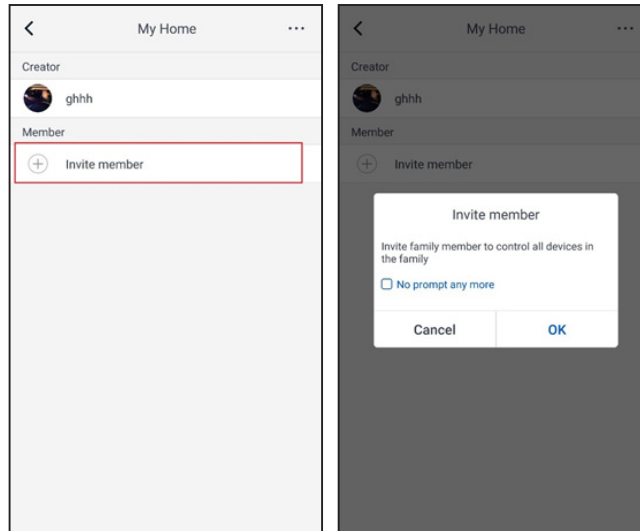 My Home
Creator
ghhh
Member
Invite member
My Home
Creator
ghhh
Member
Invite member
Invite member
Invite family member to control all devices in
the family
No prompt any more
Cancel OK